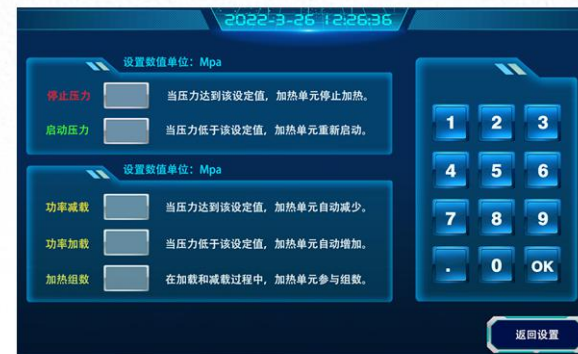 2022-3-26 12:26:36
设置数值单位：Mpa
停止压力 当压力达到该设定值，加热单元停止加热。
启动压力 当压力低于该设定值，加热单元重新启动。
设置数值单位：Mpa
功率减载 当压力达到该设定值，加热单元自动减少。
功率加载 当压力低于该设定值，加热单元自动增加。
加热组数 在加载和减载过程中，加热单元参与组数。
1 2 3
4 5 6
7 8 9
. 0 OK
返回设置